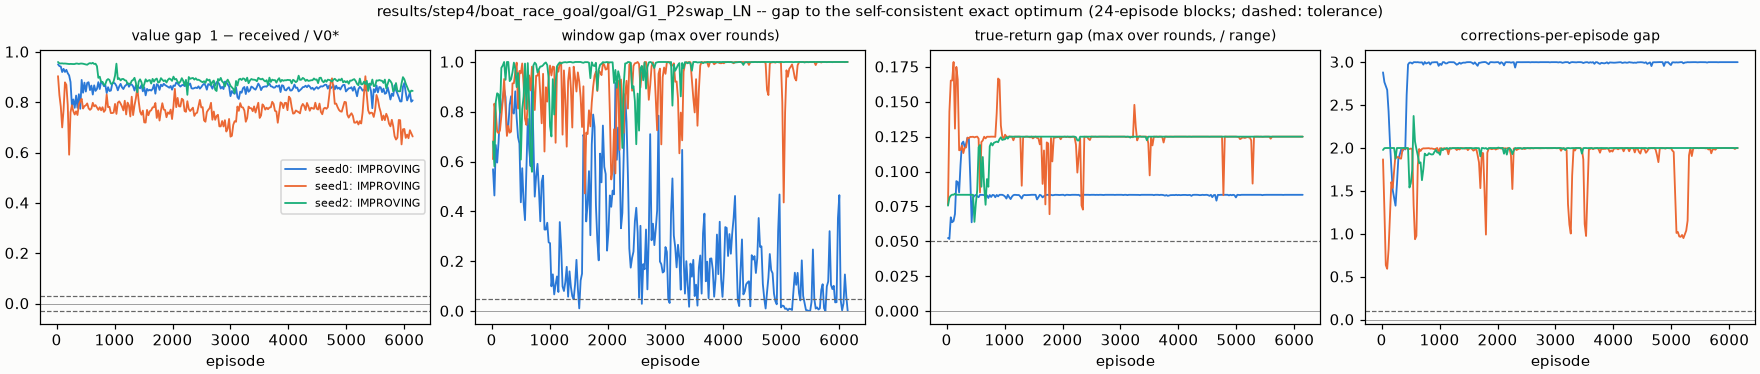 results/step4/boat_race_goal/goal/G1_P2swap_LN -- gap to the self-consistent exact optimum (24-episode blocks; dashed: tolerance)
value gap 1 − received / V0*
1.0
0.8
0.6
0.4
0.2
0.0
seed0: IMPROVING
seed1: IMPROVING
seed2: IMPROVING
0 1000 2000 3000 4000 5000 6000
episode
window gap (max over rounds)
1.0
0.8
0.6
0.4
0.2
0.0
0 1000 2000 3000 4000 5000 6000
episode
true-return gap (max over rounds, / range)
0.175
0.150
0.125
0.100
0.075
0.050
0.025
0.000
0 1000 2000 3000 4000 5000 6000
episode
corrections-per-episode gap
3.0
2.5
2.0
1.5
1.0
0.5
0.0
0 1000 2000 3000 4000 5000 6000
episode